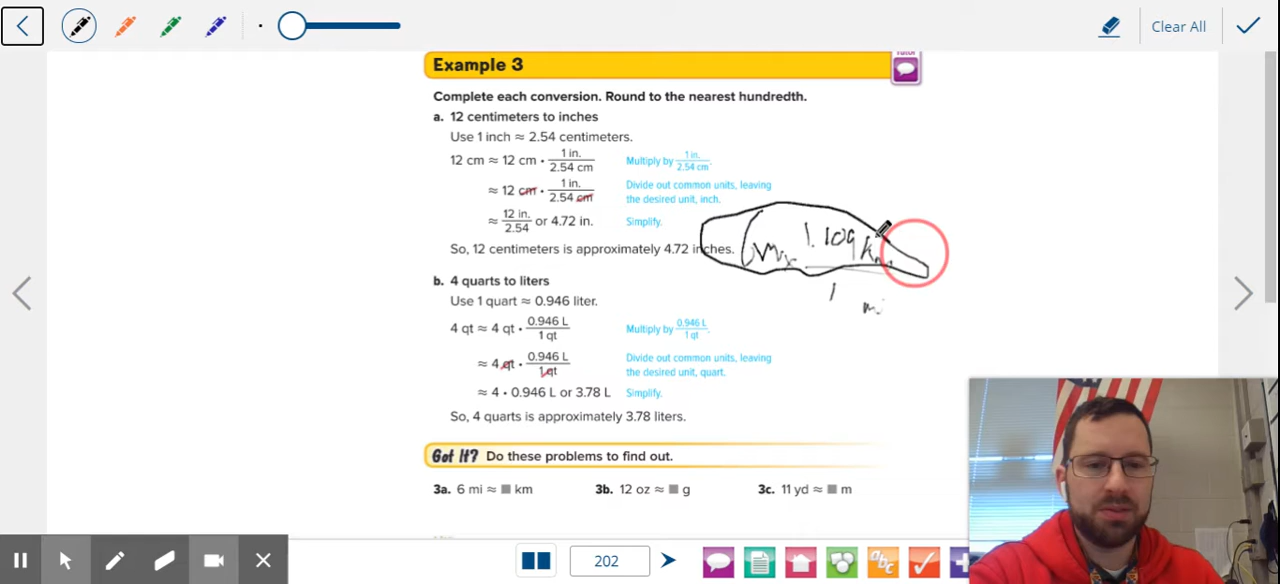 Clear All
Example 3
Complete each conversion. Round to the nearest hundredth.
a. 12 centimeters to inches
Use 1 inch ≈ 2.54 centimeters.
12 cm ≈ 12 cm • 1 in. / 2.54 cm Multiply by 1 in. / 2.54 cm.
≈ 12 cm • 1 in. / 2.54 cm Divide out common units, leaving
the desired unit, inch.
≈ 12 in. / 2.54 or 4.72 in. Simplify.
So, 12 centimeters is approximately 4.72 inches.
1.109 km
1 mi
b. 4 quarts to liters
Use 1 quart ≈ 0.946 liter.
4 qt ≈ 4 qt • 0.946 L / 1 qt Multiply by 0.946 L / 1 qt.
≈ 4 qt • 0.946 L / 1 qt Divide out common units, leaving
the desired unit, quart.
≈ 4 • 0.946 L or 3.78 L Simplify.
So, 4 quarts is approximately 3.78 liters.
Got It? Do these problems to find out.
3a. 6 mi ≈ ■ km 3b. 12 oz ≈ ■ g 3c. 11 yd ≈ ■ m
202
abc